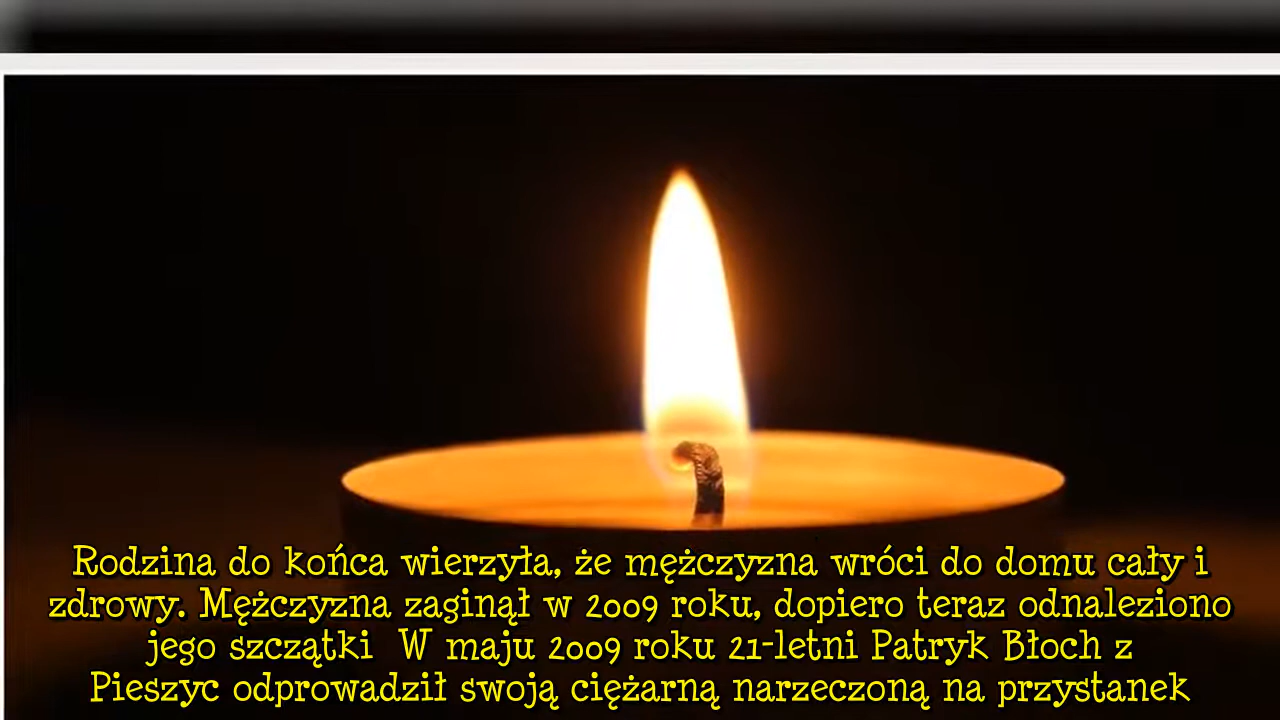 Rodzina do końca wierzyła, że mężczyzna wróci do domu cały i
zdrowy. Mężczyzna zaginął w 2009 roku, dopiero teraz odnaleziono
jego szczątki W maju 2009 roku 21-letni Patryk Błoch z
Pieszyc odprowadził swoją ciężarną narzeczoną na przystanek